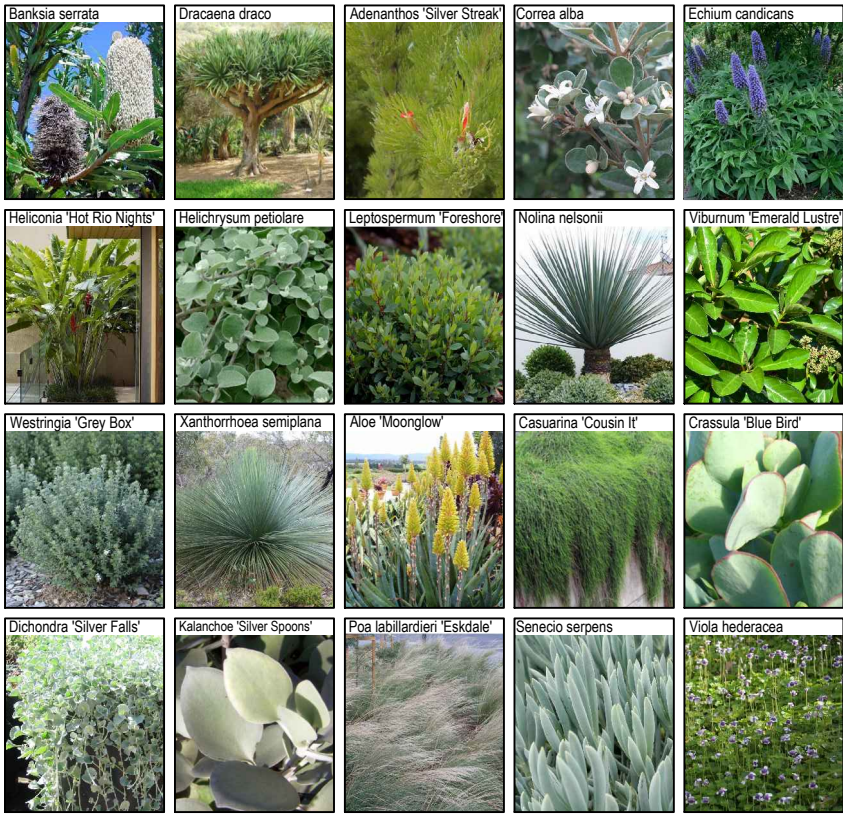 Banksia serrata
Dracaena draco
Adenanthos 'Silver Streak'
Correa alba
Echium candicans
Heliconia 'Hot Rio Nights'
Helichrysum petiolare
Leptospermum 'Foreshore'
Nolina nelsonii
Viburnum 'Emerald Lustre'
Westringia 'Grey Box'
Xanthorrhoea semiplana
Aloe 'Moonglow'
Casuarina 'Cousin It'
Crassula 'Blue Bird'
Dichondra 'Silver Falls'
Kalanchoe 'Silver Spoons'
Poa labillardieri 'Eskdale'
Senecio serpens
Viola hederacea